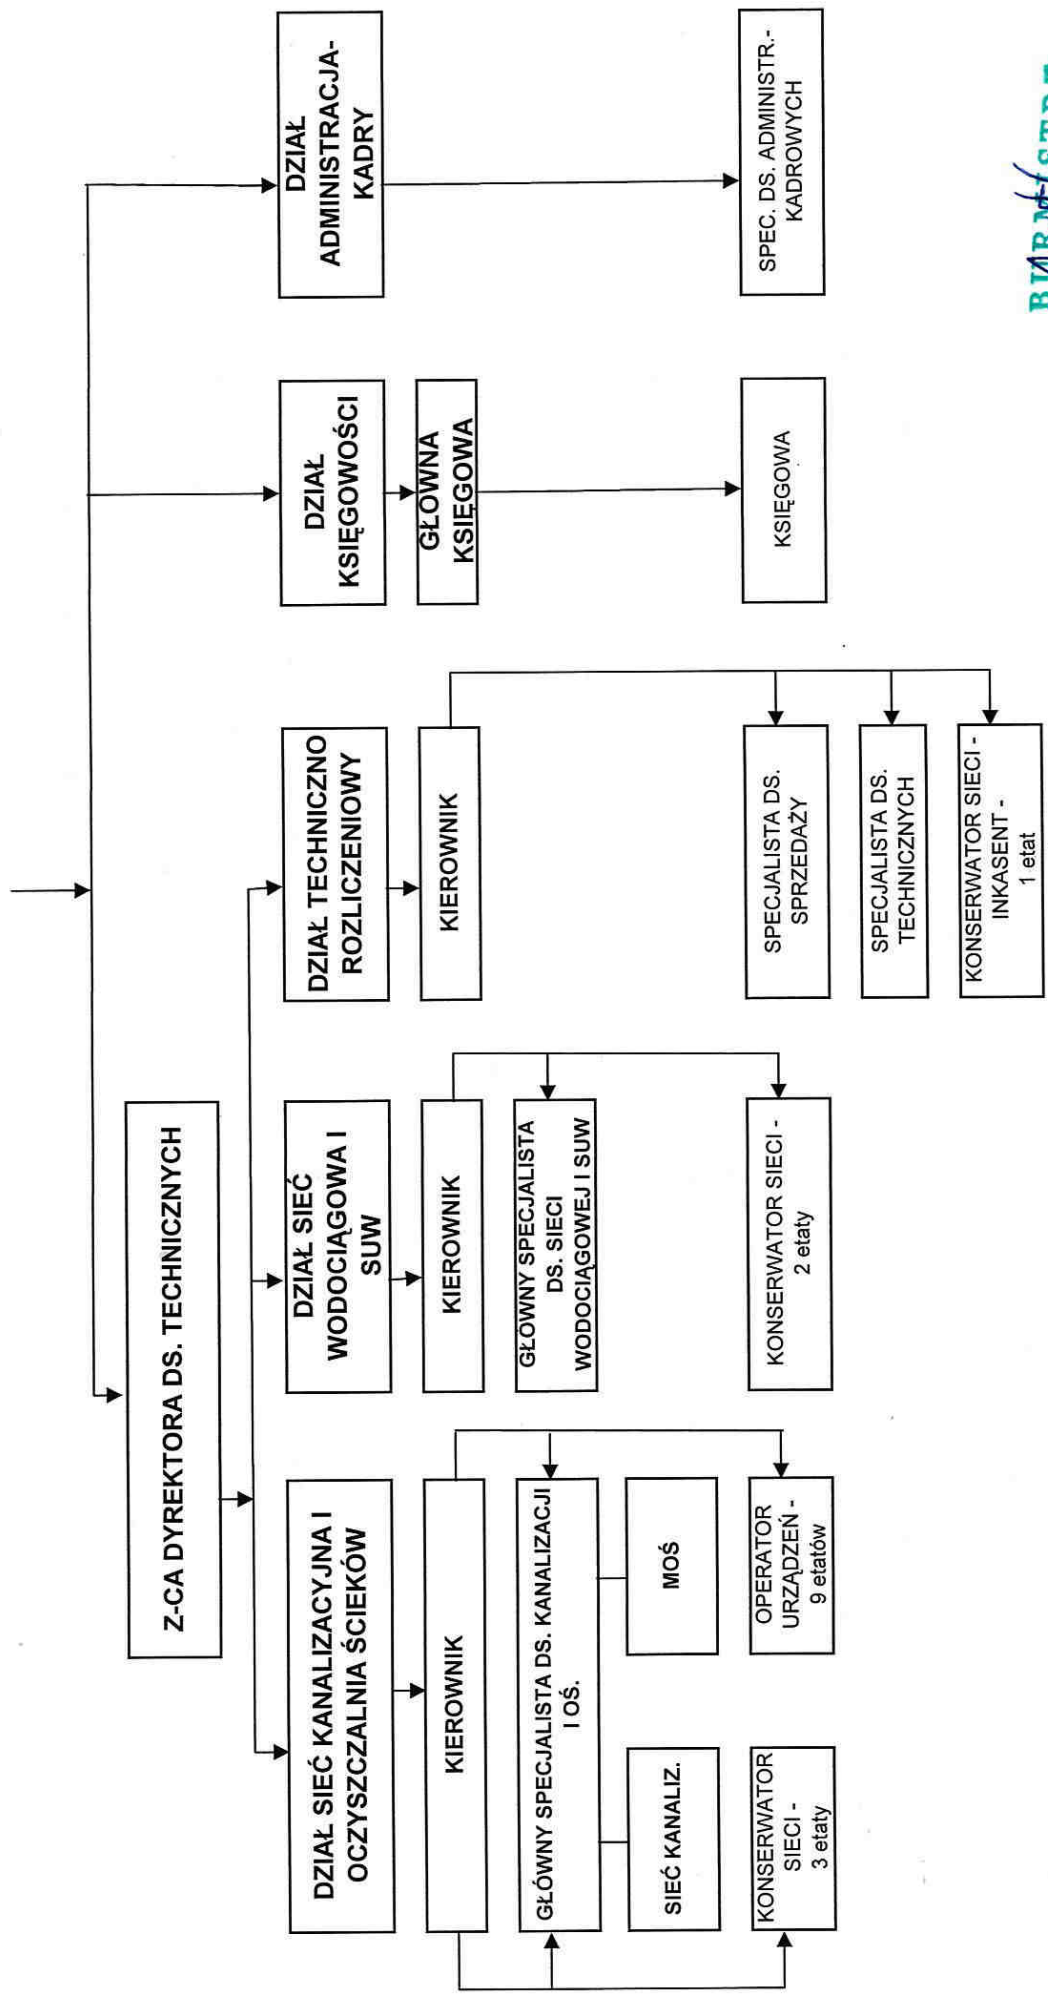 Z-CA DYREKTORA DS. TECHNICZNYCH
DZIAŁ SIEĆ KANALIZACYJNA I
OCZYSZCZALNIA ŚCIEKÓW
DZIAŁ SIEĆ
WODOCIĄGOWA I
SUW
DZIAŁ TECHNICZNO
ROZLICZENIOWY
DZIAŁ
KSIĘGOWOŚCI
DZIAŁ
ADMINISTRACJA-
KADRY
KIEROWNIK
KIEROWNIK
KIEROWNIK
GŁOWNA
KSIĘGOWA
GŁÓWNY SPECJALISTA DS. KANALIZACJI
I OŚ.
GŁÓWNY SPECJALISTA
DS. SIECI
WODOCIĄGOWEJ I SUW
SIEĆ KANALIZ.
MOŚ
KONSERWATOR
SIECI -
3 etaty
OPERATOR
URZĄDZEŃ -
9 etatów
KONSERWATOR SIECI -
2 etaty
SPECJALISTA DS.
SPRZEDAŻY
SPECJALISTA DS.
TECHNICZNYCH
KONSERWATOR SIECI -
INKASENT -
1 etat
KSIĘGOWA
SPEC. DS. ADMINISTR.-
KADROWYCH
BURMISTRZ